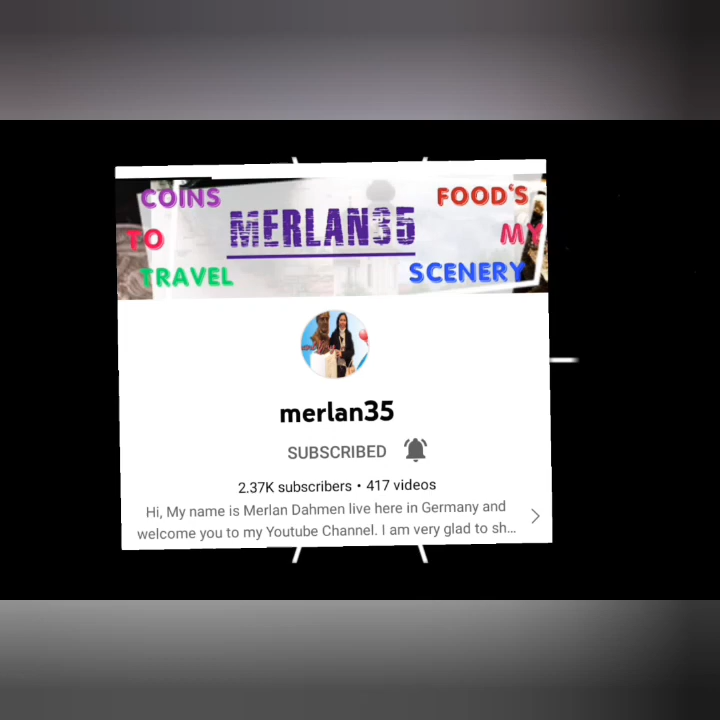 COINS
FOOD'S
MERLAN35
TO
MY
TRAVEL
SCENERY
merlan35
SUBSCRIBED
2.37K subscribers • 417 videos
Hi, My name is Merlan Dahmen live here in Germany and
welcome you to my Youtube Channel. I am very glad to sh...